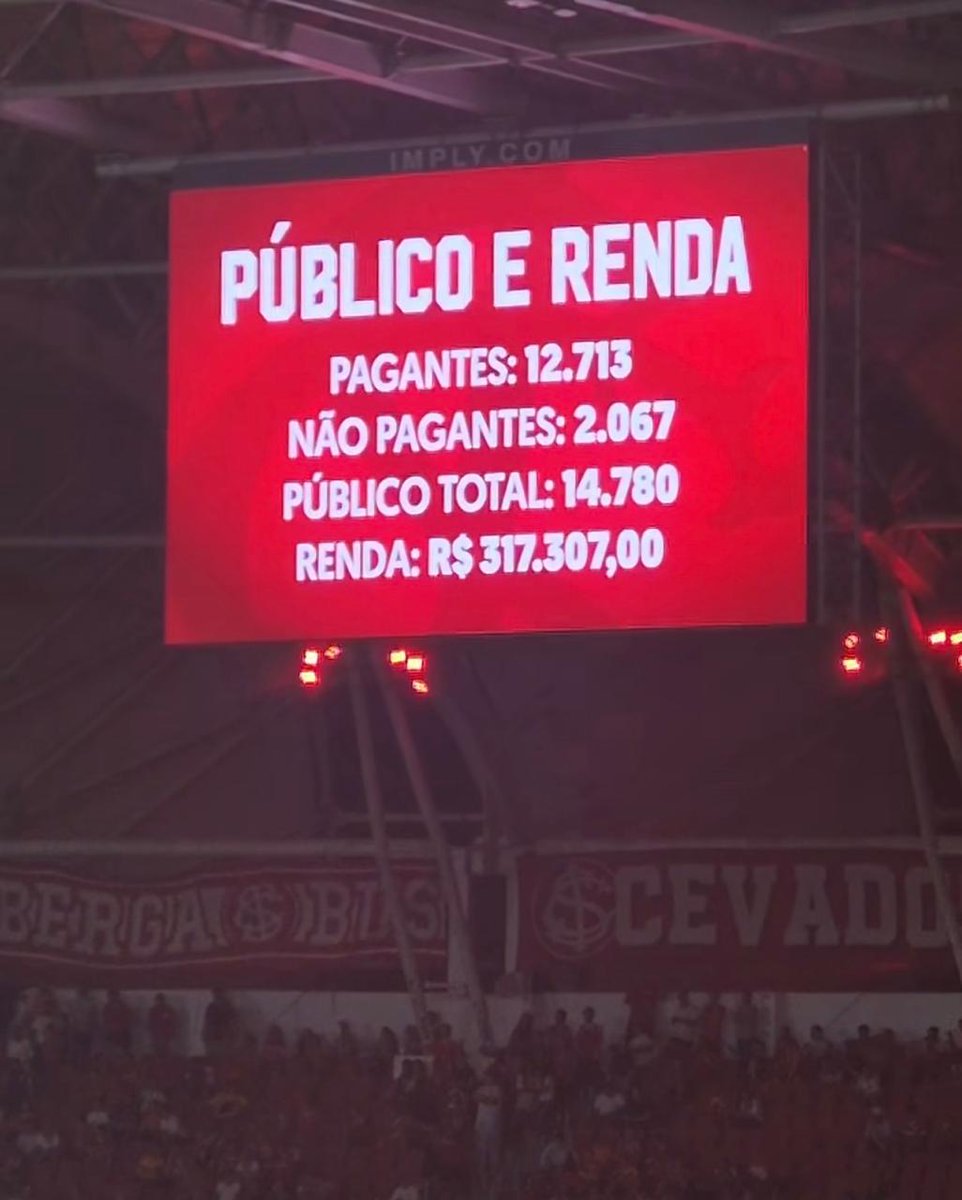 IMPLY.COM
PÚBLICO E RENDA
PAGANTES: 12.713
NÃO PAGANTES: 2.067
PÚBLICO TOTAL: 14.780
RENDA: R$ 317.307,00
CEVADO